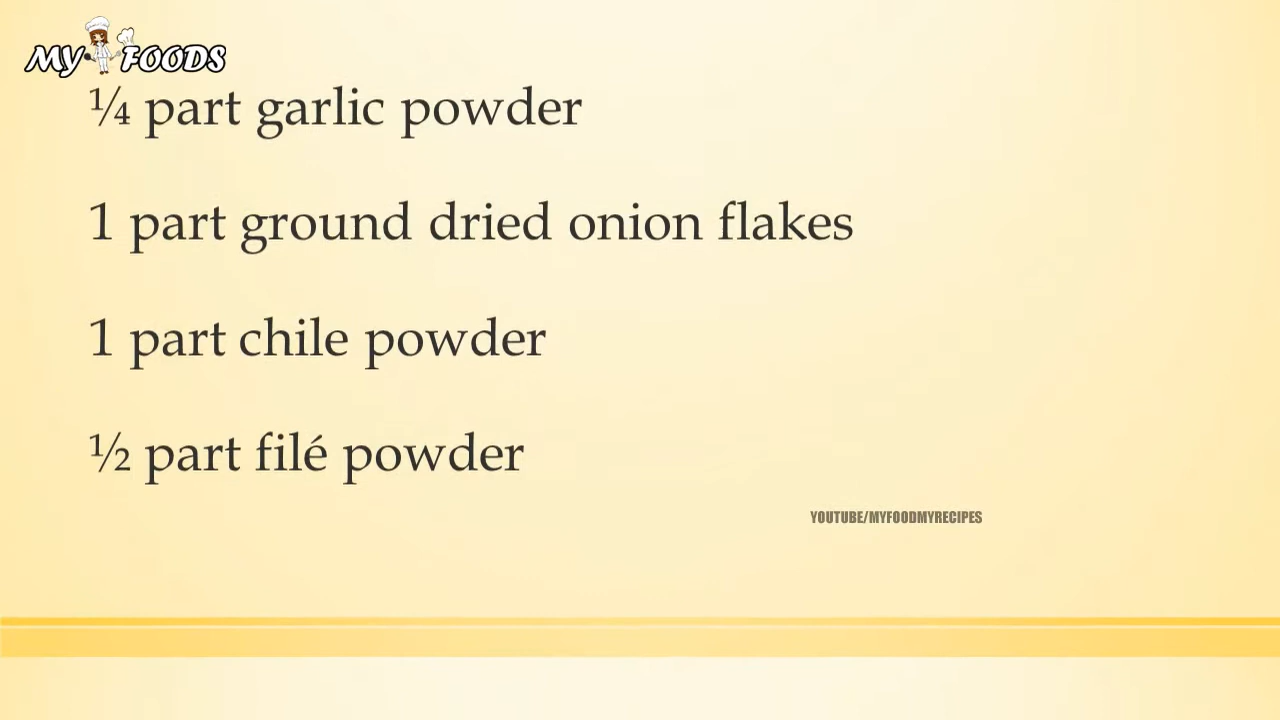 MY FOODS
¼ part garlic powder
1 part ground dried onion flakes
1 part chile powder
½ part filé powder
YOUTUBE/MYFOODMYRECIPES